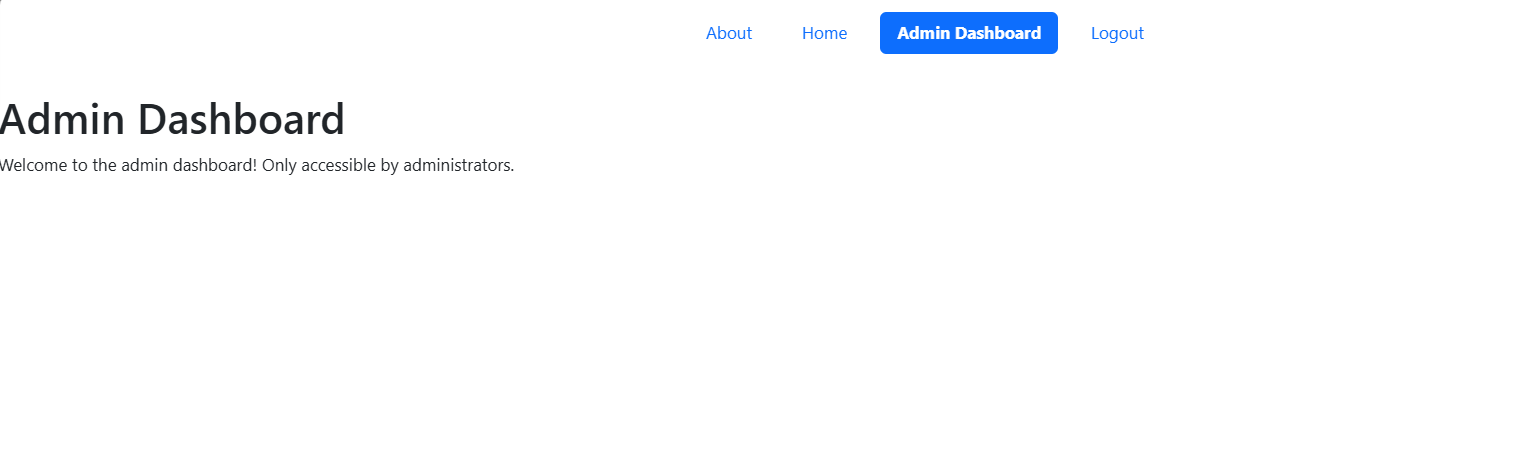 About Home Admin Dashboard Logout
Admin Dashboard
Welcome to the admin dashboard! Only accessible by administrators.